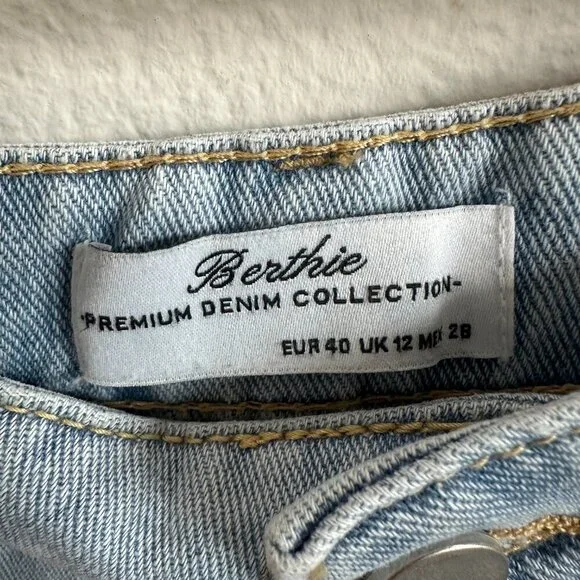 Berthie
"PREMIUM DENIM COLLECTION-
EUR 40 UK 12 MEX 28